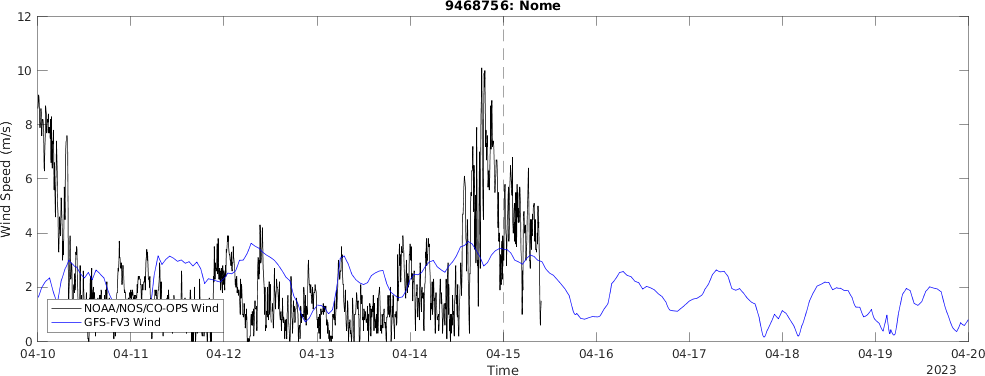 9468756: Nome
12
10
8
6
4
2
0
Wind Speed (m/s)
NOAA/NOS/CO-OPS Wind
GFS-FV3 Wind
04-10 04-11 04-12 04-13 04-14 04-15 04-16 04-17 04-18 04-19 04-20
Time
2023